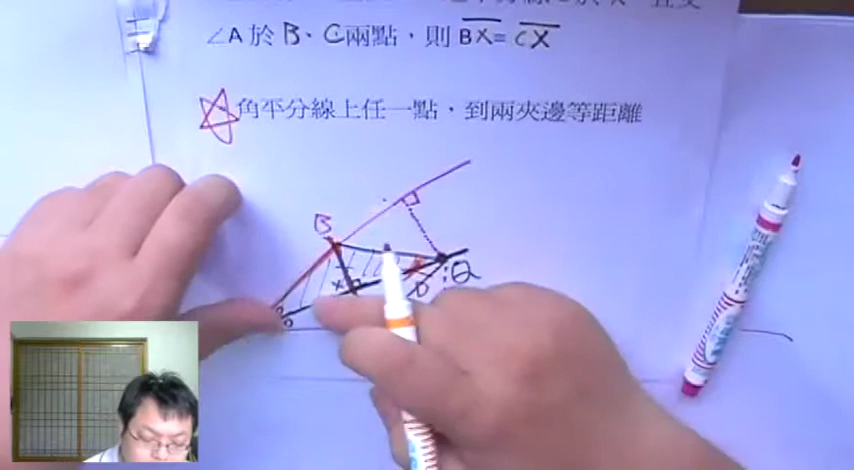 ∠A 於 B、C兩點，則 BX = CX
角平分線上任一點，到兩夾邊等距離
B
X
D
Q